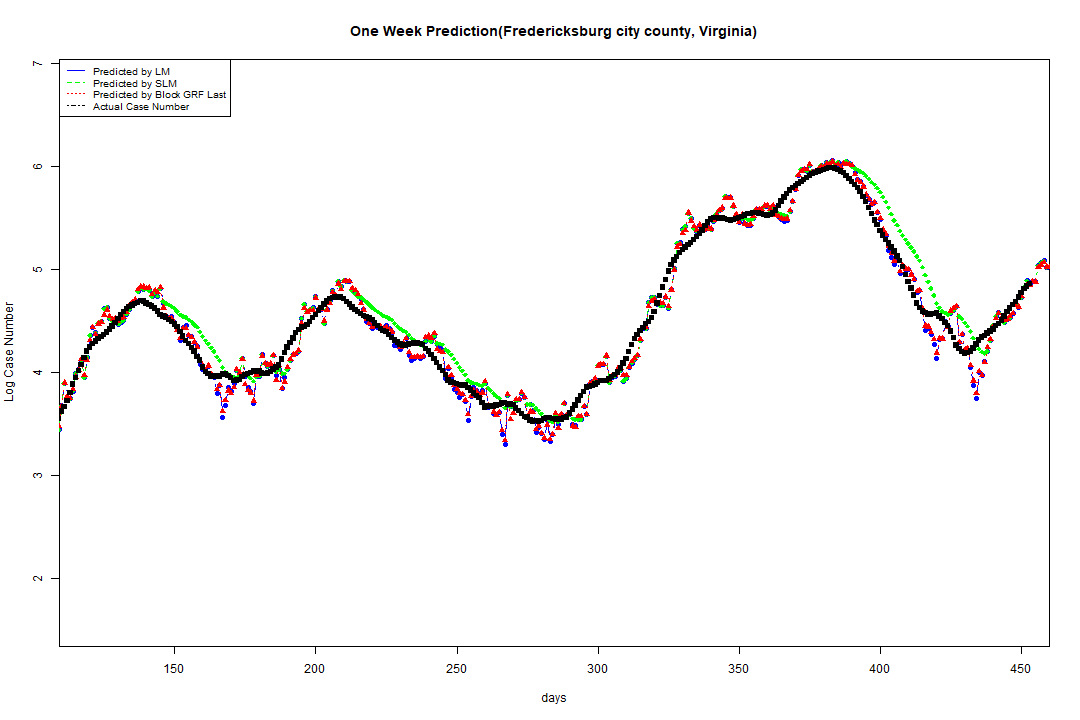 One Week Prediction(Fredericksburg city county, Virginia)
Predicted by LM
Predicted by SLM
Predicted by Block GRF Last
Actual Case Number
Log Case Number
7
6
5
4
3
2
150 200 250 300 350 400 450
days